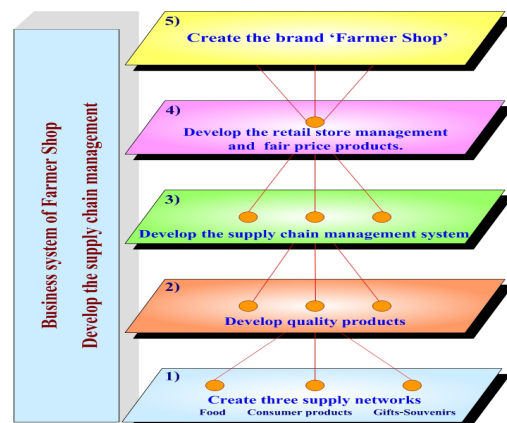 Business system of Farmer Shop
Develop the supply chain management
5)
Create the brand ‘Farmer Shop’
4)
Develop the retail store management
and fair price products.
3)
Develop the supply chain management system
2)
Develop quality products
1)
Create three supply networks
Food Consumer products Gifts-Souvenirs